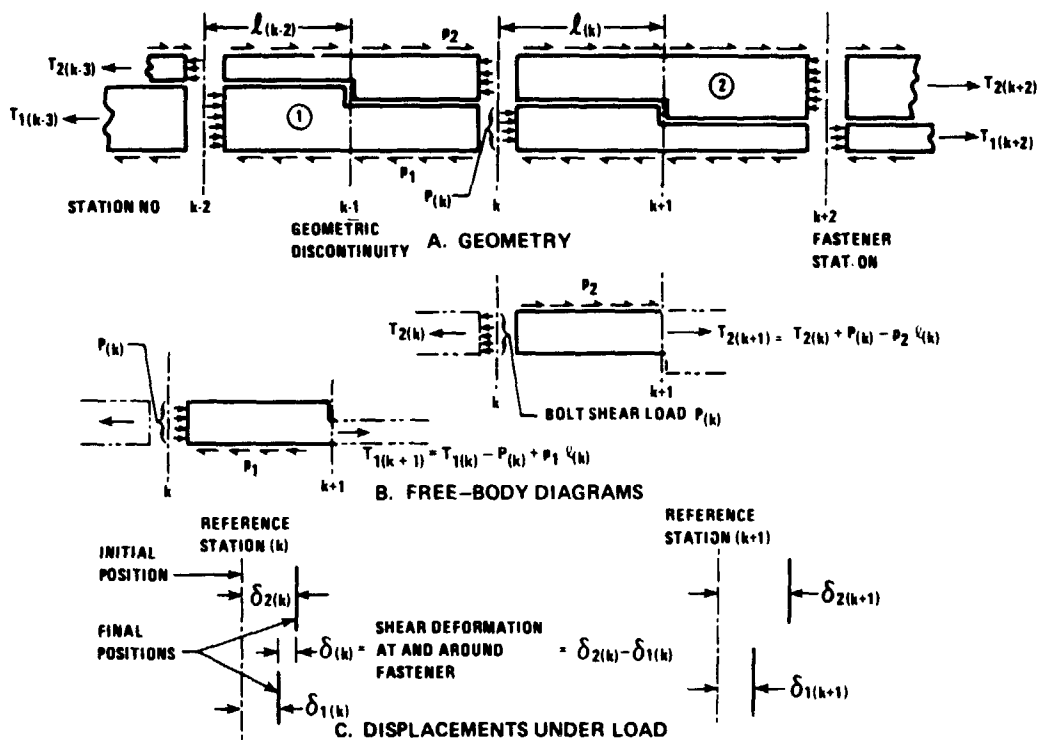 ℓ(k-2)
p2
ℓ(k)
T2(k-3)
T1(k-3)
1
2
T2(k+2)
T1(k+2)
p1
P(k)
STATION NO
k-2
k-1
k
k+1
k+2
GEOMETRIC
DISCONTINUITY
A. GEOMETRY
FASTENER
STAT.ON
p2
T2(k)
T2(k+1) = T2(k) + P(k) - p2 ℓ(k)
k
k+1
BOLT SHEAR LOAD P(k)
P(k)
p1
k
k+1
T1(k + 1) = T1(k) - P(k) + p1 ℓ(k)
B. FREE-BODY DIAGRAMS
REFERENCE
STATION (k)
REFERENCE
STATION (k+1)
INITIAL
POSITION
δ2(k)
δ2(k+1)
FINAL
POSITIONS
δ(k) = SHEAR DEFORMATION AT AND AROUND FASTENER = δ2(k)-δ1(k)
δ1(k)
δ1(k+1)
C. DISPLACEMENTS UNDER LOAD